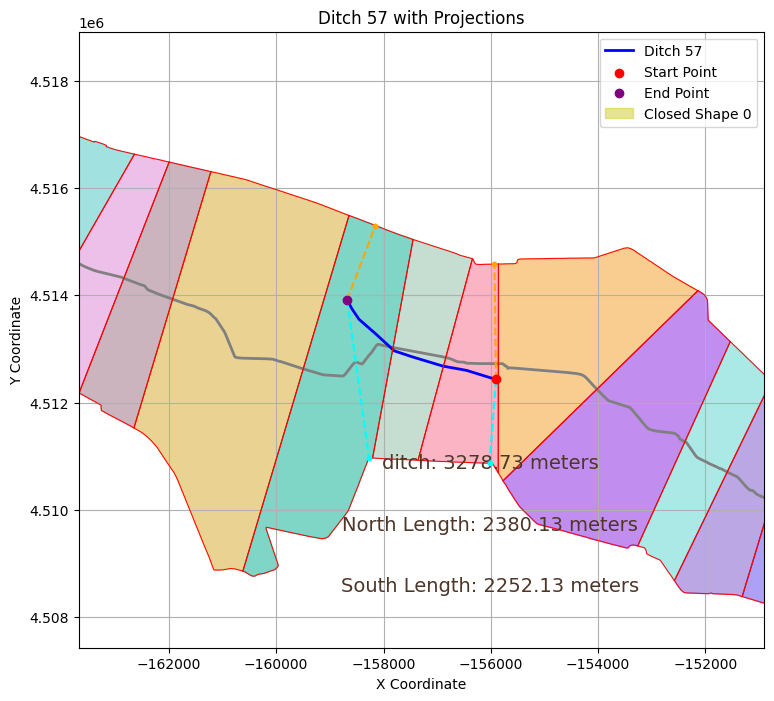 Ditch 57 with Projections
1e6
Ditch 57
Start Point
End Point
Closed Shape 0
4.518
4.516
4.514
4.512
4.510
4.508
Y Coordinate
ditch: 3278.73 meters
North Length: 2380.13 meters
South Length: 2252.13 meters
−162000 −160000 −158000 −156000 −154000 −152000
X Coordinate